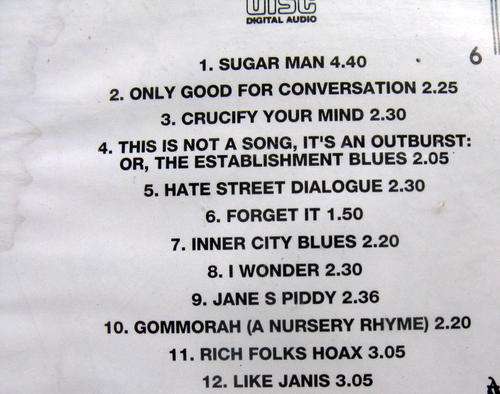 disc
DIGITAL AUDIO
6
1. SUGAR MAN 4.40
2. ONLY GOOD FOR CONVERSATION 2.25
3. CRUCIFY YOUR MIND 2.30
4. THIS IS NOT A SONG, IT'S AN OUTBURST:
OR, THE ESTABLISHMENT BLUES 2.05
5. HATE STREET DIALOGUE 2.30
6. FORGET IT 1.50
7. INNER CITY BLUES 2.20
8. I WONDER 2.30
9. JANE S PIDDY 2.36
10. GOMMORAH (A NURSERY RHYME) 2.20
11. RICH FOLKS HOAX 3.05
12. LIKE JANIS 3.05